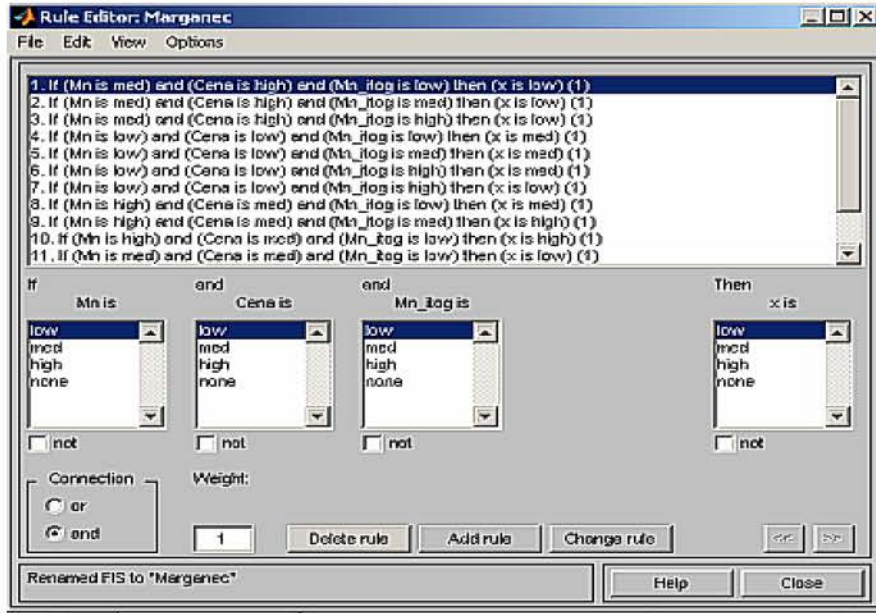 Rule Editor: Marganec
File Edit View Options
1. If (Mn is med) and (Cena is high) and (Mn_itog is low) then (x is low) (1)
2. If (Mn is med) and (Cena is high) and (Mn_itog is med) then (x is low) (1)
3. If (Mn is med) and (Cena is high) and (Mn_itog is high) then (x is low) (1)
4. If (Mn is low) and (Cena is low) and (Mn_itog is low) then (x is med) (1)
5. If (Mn is low) and (Cena is low) and (Mn_itog is med) then (x is med) (1)
6. If (Mn is low) and (Cena is low) and (Mn_itog is high) then (x is med) (1)
7. If (Mn is low) and (Cena is low) and (Mn_itog is high) then (x is low) (1)
8. If (Mn is high) and (Cena is med) and (Mn_itog is low) then (x is med) (1)
9. If (Mn is high) and (Cena is med) and (Mn_itog is med) then (x is high) (1)
10. If (Mn is high) and (Cena is med) and (Mn_itog is low) then (x is high) (1)
11. If (Mn is med) and (Cena is med) and (Mn_itog is low) then (x is low) (1)
If and and Then
Mn is Cena is Mn_itog is x is
low low low low
med med med med
high high high high
none none none none
not not not not
Connection Weight:
or
and 1 Delete rule Add rule Change rule << >>
Renamed FIS to "Marganec" Help Close